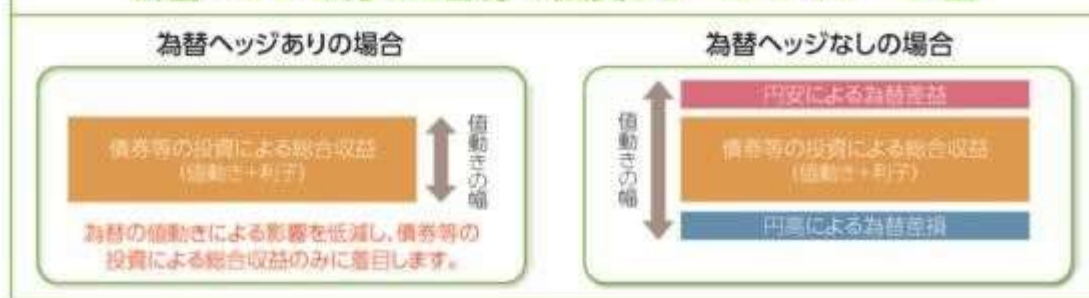 為替ヘッジありの場合
債券等の投資による総合収益
(値動き+利子)
値動きの幅
為替の値動きによる影響を低減し、債券等の
投資による総合収益のみに着目します。
為替ヘッジなしの場合
値動きの幅
円安による為替差益
債券等の投資による総合収益
(値動き+利子)
円高による為替差損